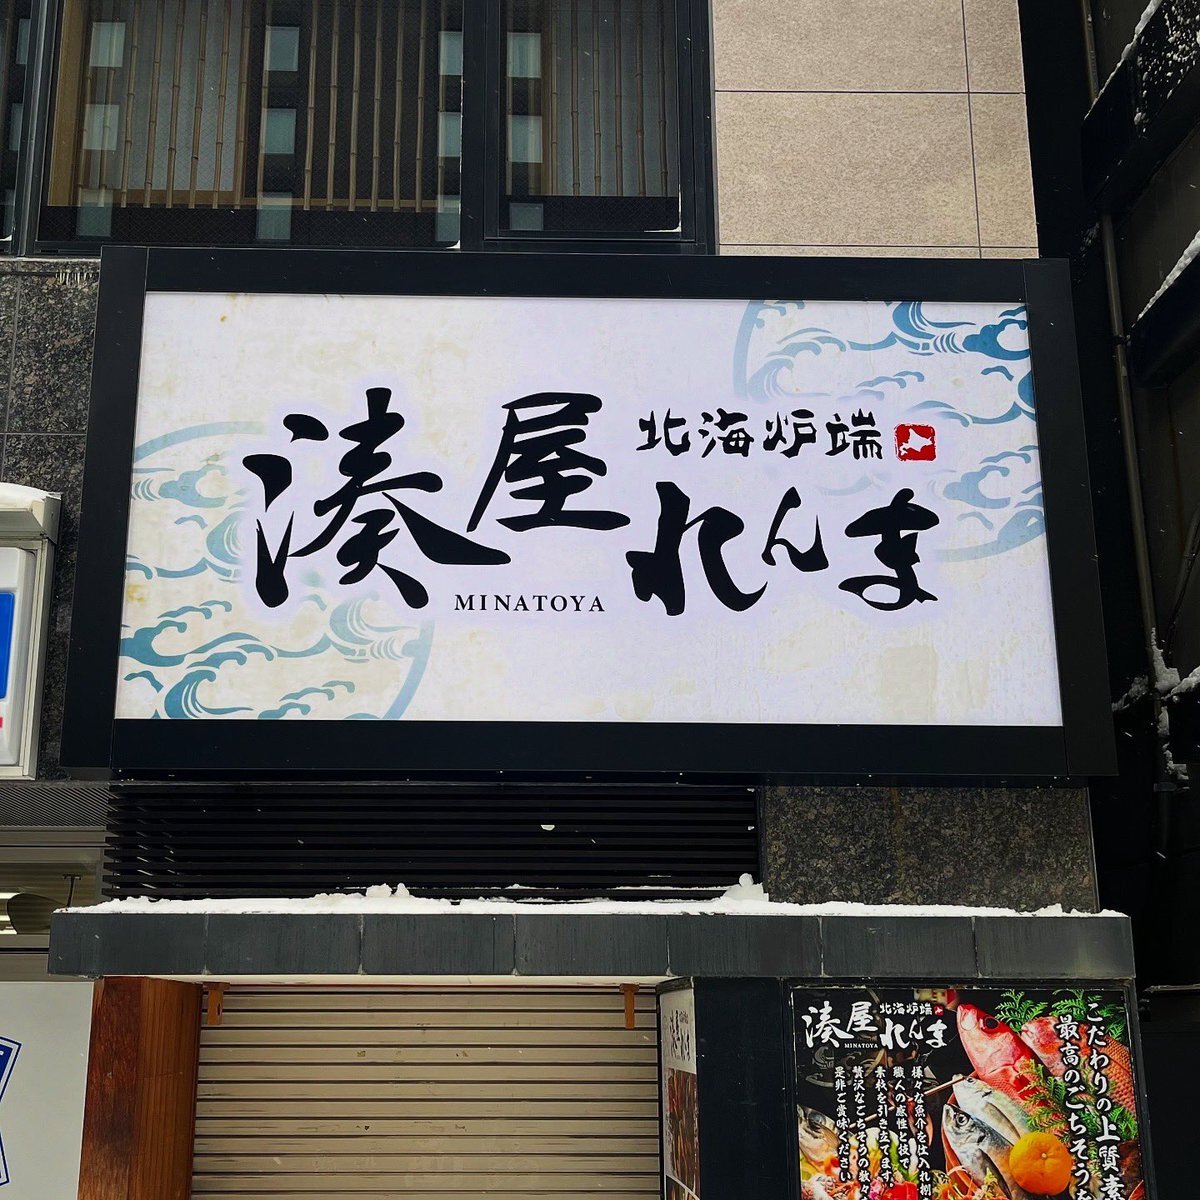 湊屋
MINATOYA
北海炉端
れんま
湊屋
MINATOYA
北海炉端
れんま
こだわりの上質素
最高のごちそうを
様々な魚介を仕入れ捌
職人の感性と技で
素材を引き立てます。
贅沢なごちそうの数々
是非ご賞味ください